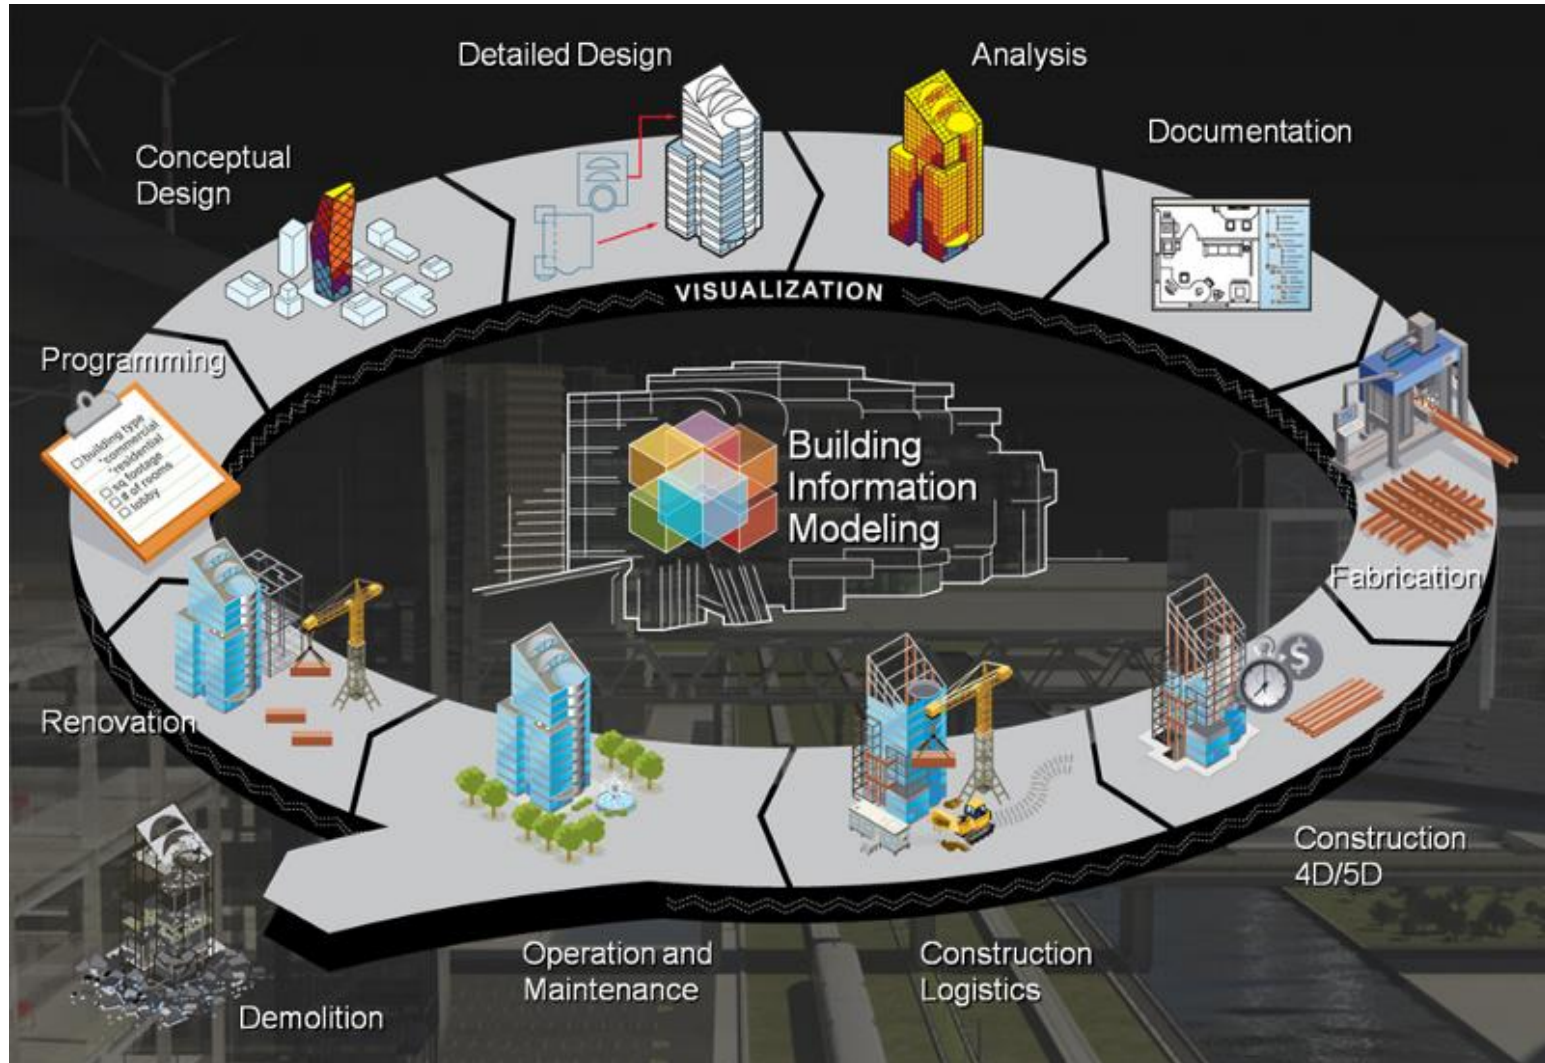 Detailed Design
Analysis
Documentation
Conceptual
Design
VISUALIZATION
Programming
☐ building type
*commercial
*residential
☐ sq footage
☐ # of rooms
☐ lobby
Building
Information
Modeling
Fabrication
$
Renovation
Construction
4D/5D
Operation and
Maintenance
Construction
Logistics
Demolition